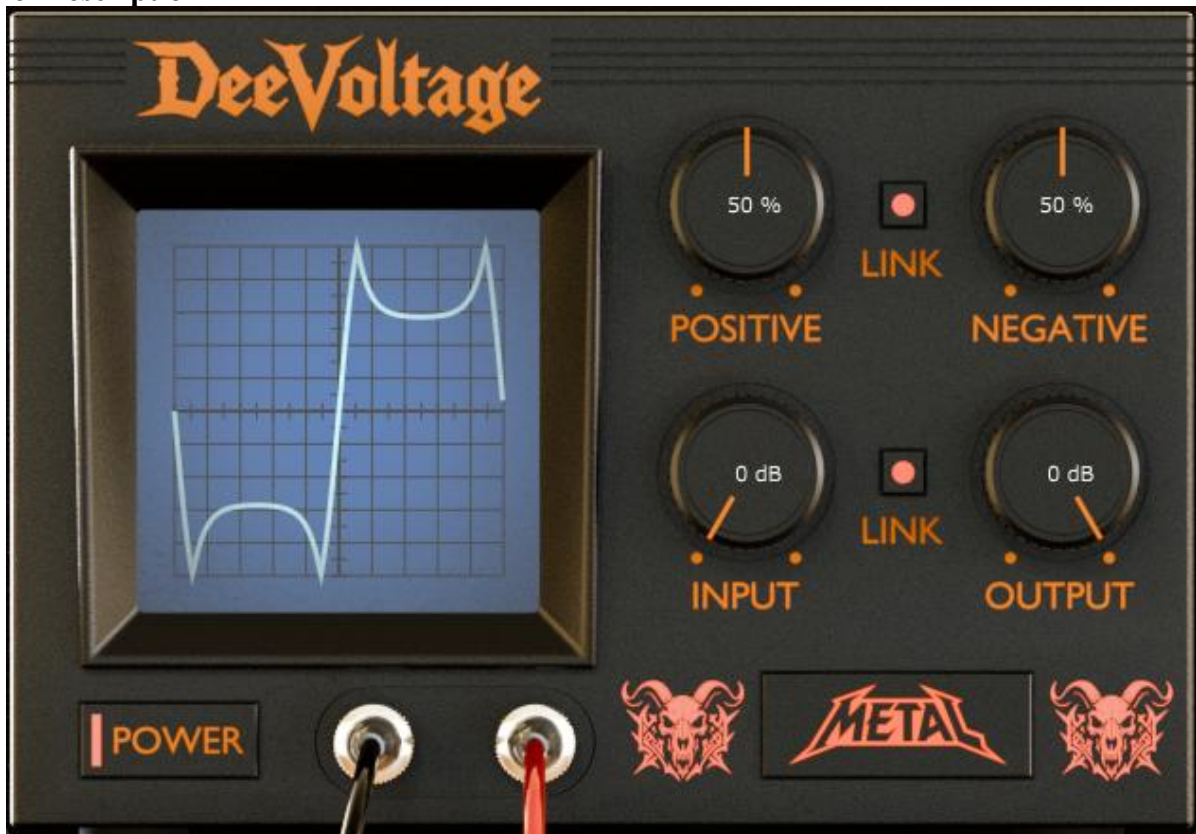 DeeVoltage
50 %
50 %
LINK
POSITIVE
NEGATIVE
0 dB
0 dB
LINK
INPUT
OUTPUT
POWER
METAL